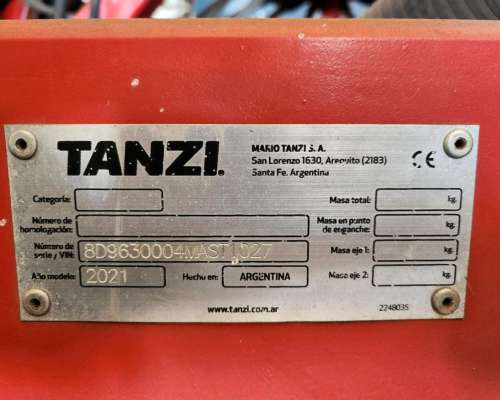 TANZI.
MARIO TANZI S. A.
San Lorenzo 1630, Arequito (2183)
Santa Fe. Argentina
CE
Categoría:
Masa total: kg.
Número de homologación:
Masa en punto de enganche: kg.
Número de serie y VIN: 8D9630004MAST1027
Masa eje 1: kg.
Año modelo: 2021
Hecho en: ARGENTINA
Masa eje 2: kg.
www.tanzi.com.ar
2248035